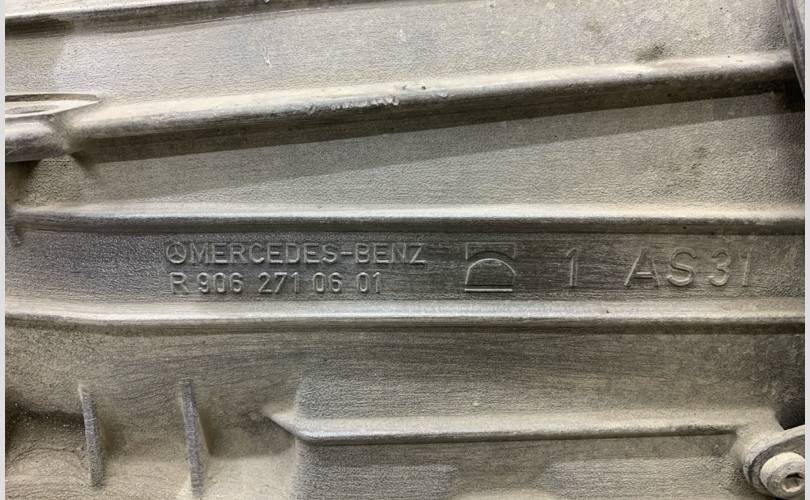 MERCEDES-BENZ
R 906 271 06 01
1 AS31